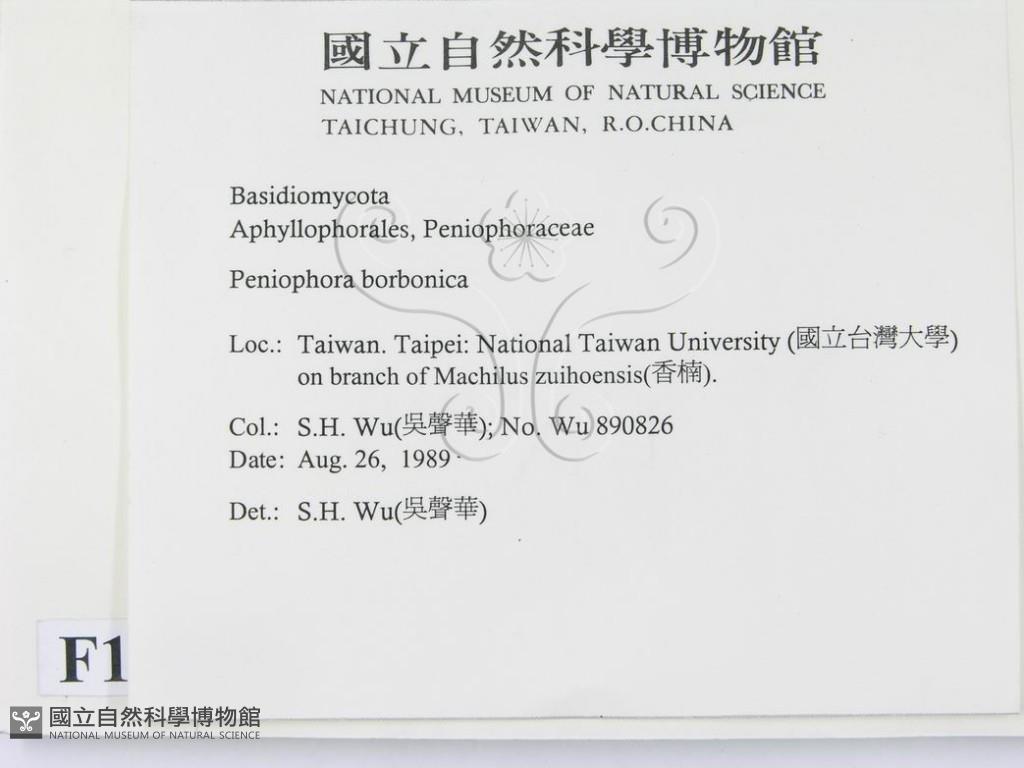 國立自然科學博物館
NATIONAL MUSEUM OF NATURAL SCIENCE
TAICHUNG, TAIWAN, R.O.CHINA
Basidiomycota
Aphyllophorales, Peniophoraceae
Peniophora borbonica
Loc.: Taiwan. Taipei: National Taiwan University (國立台灣大學)
on branch of Machilus zuihoensis(香楠).
Col.: S.H. Wu(吳聲華); No. Wu 890826
Date: Aug. 26, 1989
Det.: S.H. Wu(吳聲華)
F1
國立自然科學博物館
NATIONAL MUSEUM OF NATURAL SCIENCE